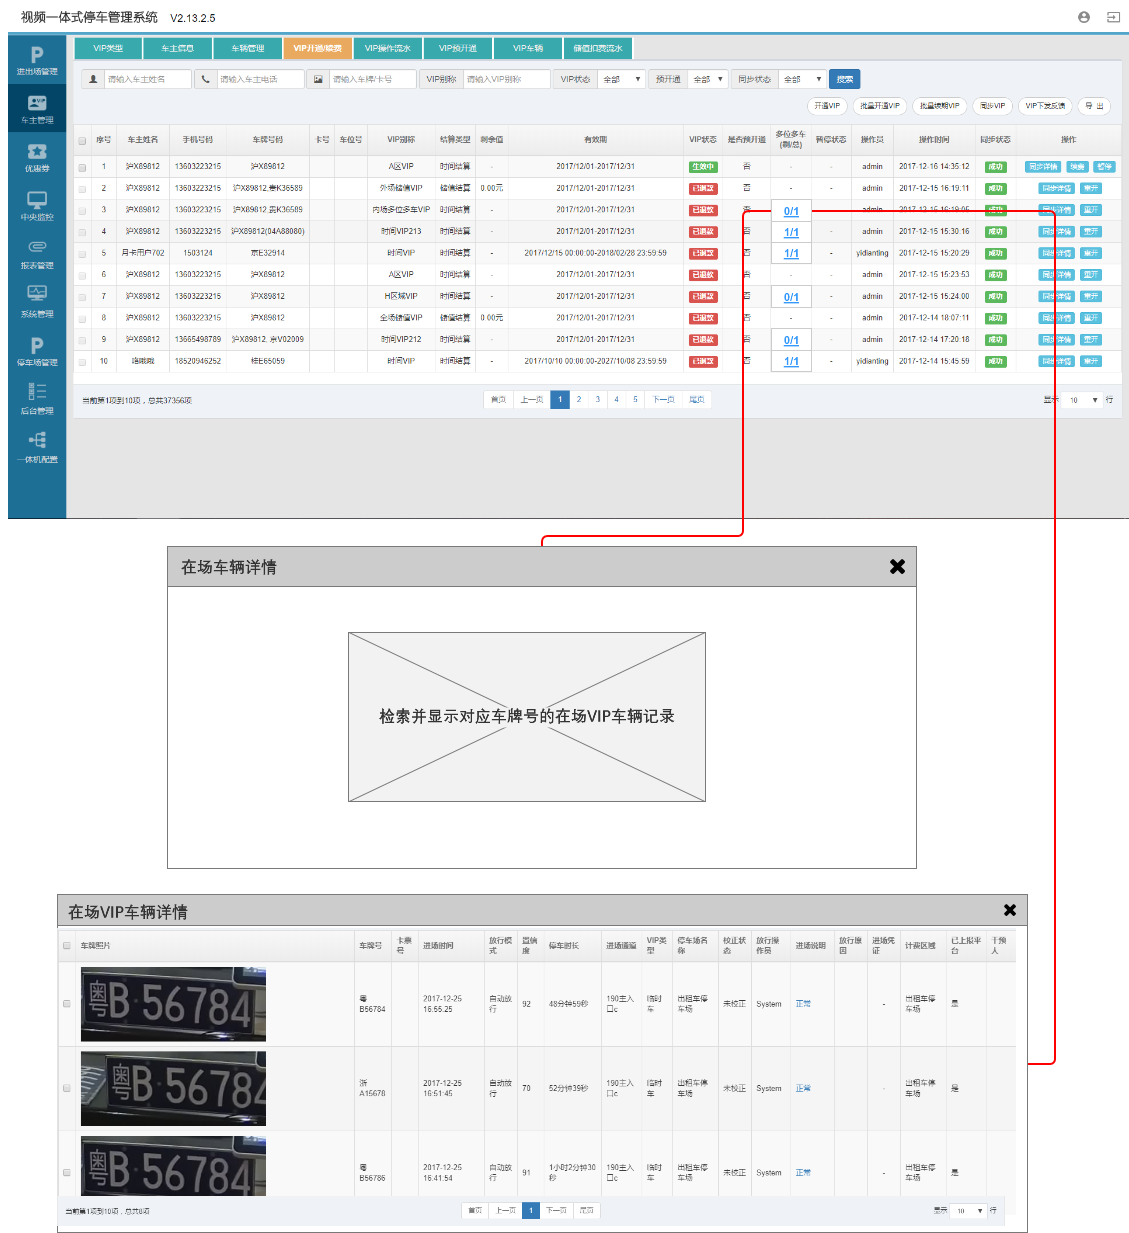 视频一体式停车管理系统 V2.13.2.5
VIP类型 车主信息 车辆管理 VIP开通/续费 VIP操作流水 VIP预开通 VIP车辆 储值扣费流水
进出场管理
车主管理
优惠券
中央监控
报表管理
系统管理
停车场管理
后台管理
一体机配置
请输入车主姓名 请输入车主电话 请输入车牌/卡号 VIP别称 请输入VIP别称 VIP状态 全部 预开通 全部 同步状态 全部 搜索
开通VIP 批量开通VIP 批量续期VIP 同步VIP VIP下发反馈 导 出
序号 车主姓名 手机号码 车牌号码 卡号 车位号 VIP别称 结算类型 剩余值 有效期 VIP状态 是否预开通 多位多车(剩/总) 暂停状态 操作员 操作时间 同步状态 操作
1 沪X89812 13603223215 沪X89812 A区VIP 时间结算 - 2017/12/01-2017/12/31 生效中 否 - - admin 2017-12-16 14:35:12 成功 同步详情 续费 暂停
2 沪X89812 13603223215 沪X89812,贵K36589 外场储值VIP 储值结算 0.00元 2017/12/01-2017/12/31 已退款 否 - - admin 2017-12-15 16:19:11 成功 同步详情 重开
3 沪X89812 13603223215 沪X89812,贵K36589 内场多位多车VIP 时间结算 - 2017/12/01-2017/12/31 已退款 否 0/1 - admin 2017-12-15 16:19:05 成功 同步详情 重开
4 沪X89812 13603223215 沪X89812(04A88080) 时间VIP213 时间结算 - 2017/12/01-2017/12/31 已退款 否 1/1 - admin 2017-12-15 15:30:16 成功 同步详情 重开
5 月卡用户702 1503124 京E32914 时间VIP 时间结算 - 2017/12/15 00:00:00-2018/02/28 23:59:59 已退款 否 1/1 - yidianting 2017-12-15 15:20:29 成功 同步详情 重开
6 沪X89812 13603223215 沪X89812 A区VIP 时间结算 - 2017/12/01-2017/12/31 已退款 否 - - admin 2017-12-15 15:23:53 成功 同步详情 重开
7 沪X89812 13603223215 沪X89812 H区域VIP 时间结算 - 2017/12/01-2017/12/31 已退款 否 0/1 - admin 2017-12-15 15:24:00 成功 同步详情 重开
8 沪X89812 13603223215 沪X89812 全场储值VIP 储值结算 0.00元 2017/12/01-2017/12/31 已退款 否 - - admin 2017-12-14 18:07:11 成功 同步详情 重开
9 沪X89812 13665498789 沪X89812,京V02009 时间VIP212 时间结算 - 2017/12/01-2017/12/31 已退款 否 0/1 - admin 2017-12-14 17:20:18 成功 同步详情 重开
10 18520946252 桂E65059 时间VIP 时间结算 - 2017/10/10 00:00:00-2027/10/08 23:59:59 已退款 否 1/1 - yidianting 2017-12-14 15:45:59 成功 同步详情 重开
当前第1项到10项，总共37356项 首页 上一页 1 2 3 4 5 下一页 尾页 显示 10 行
在场车辆详情
检索并显示对应车牌号的在场VIP车辆记录
在场VIP车辆详情
车牌照片 车牌号 卡票号 进场时间 放行模式 置信度 停车时长 进场通道 VIP类型 停车场名称 校正状态 放行操作员 进场说明 放行原因 进场凭证 计费区域 已上报平台 干预人
粤B·56784 粤B56784 2017-12-25 16:55:25 自动放行 92 48分钟59秒 190主入口c 临时车 出租车停车场 未校正 System 正常 - 出租车停车场 是
粤B·56784 浙A15678 2017-12-25 16:51:45 自动放行 70 52分钟39秒 190主入口c 临时车 出租车停车场 未校正 System 正常 - 出租车停车场 是
粤B·56784 粤B56786 2017-12-25 16:41:54 自动放行 91 1小时2分钟30秒 190主入口c 临时车 出租车停车场 未校正 System 正常 - 出租车停车场 是
当前第1项到10项，总共8项 首页 上一页 1 下一页 尾页 显示 10 行